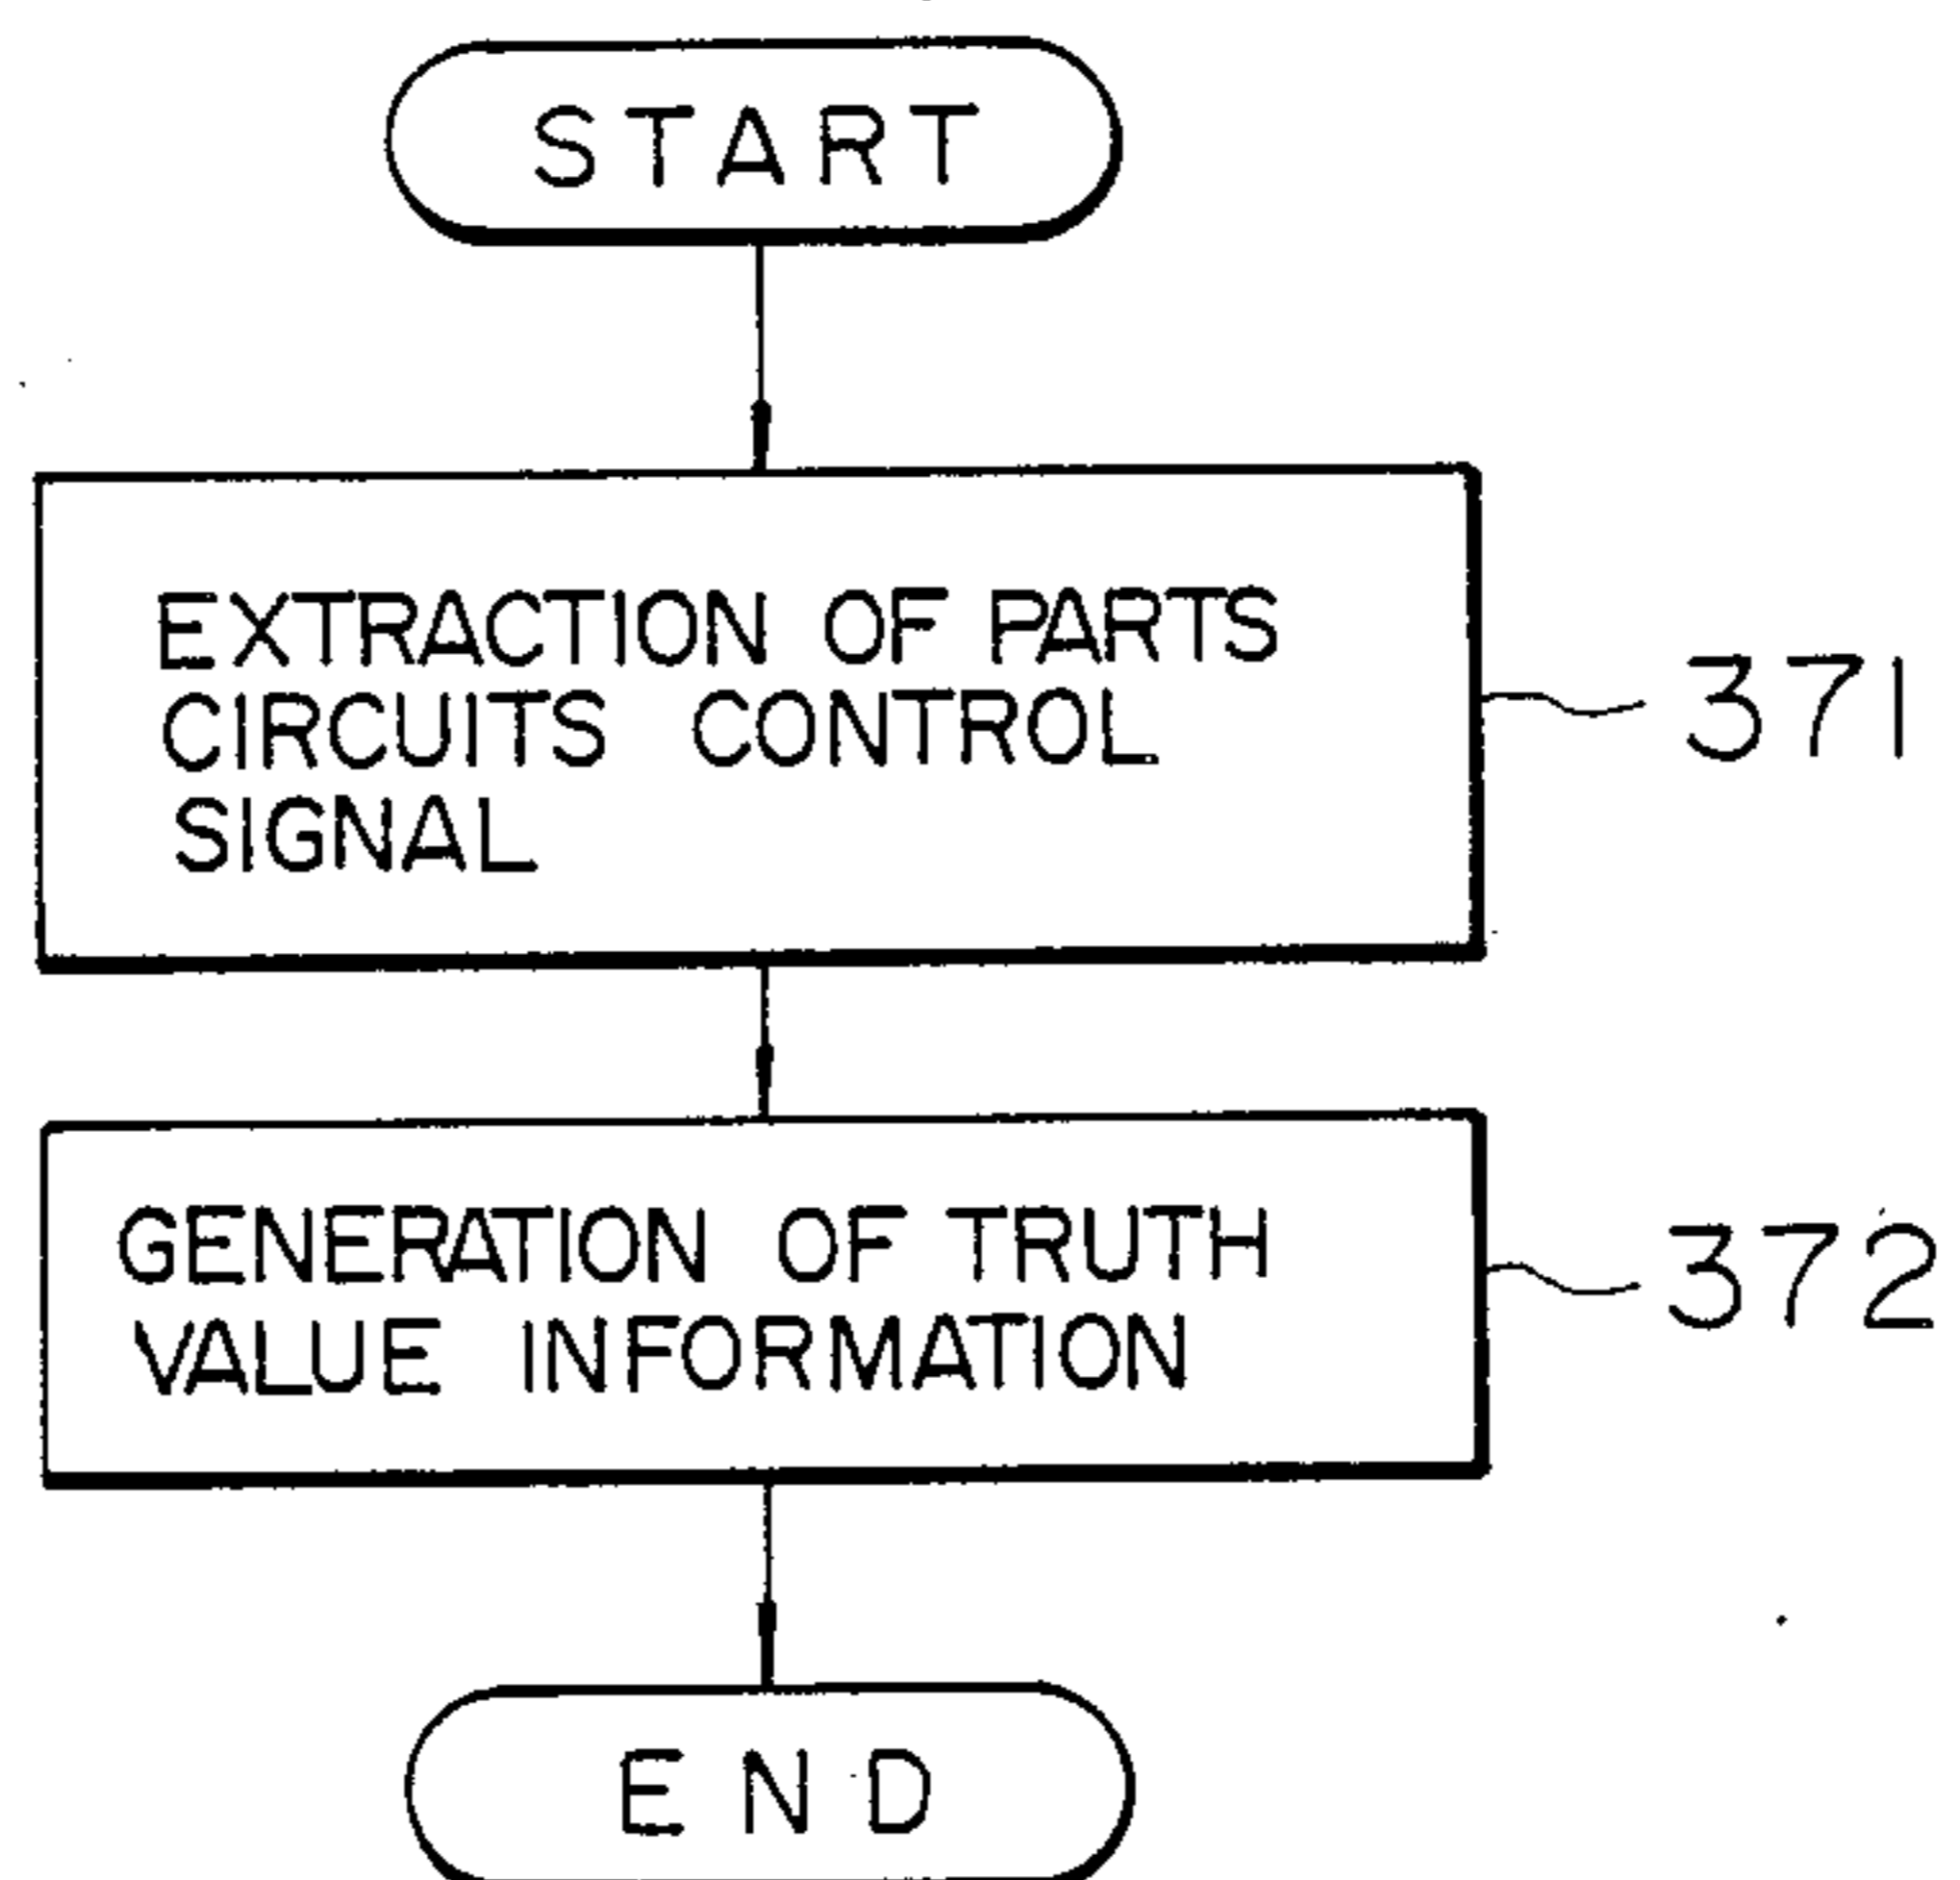 START
EXTRACTION OF PARTS
CIRCUITS CONTROL
SIGNAL
371
GENERATION OF TRUTH
VALUE INFORMATION
372
END